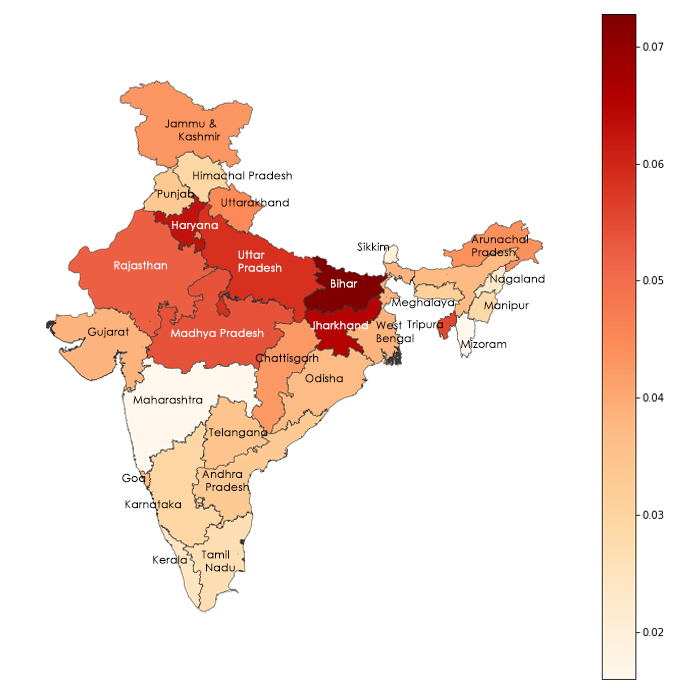 0.07
Jammu &
Kashmir
0.06
Himachal Pradesh
Punjab
Uttarakhand
Haryana
Arunachal
Pradesh
Sikkim
Uttar
Pradesh
Rajasthan
0.05
Nagaland
Bihar
Meghalaya
Manipur
Jharkhand
West
Bengal
Tripura
Gujarat
Madhya Pradesh
Mizoram
Chattisgarh
Odisha
0.04
Maharashtra
Telangana
Goa
Andhra
Pradesh
Karnataka
0.03
Kerala
Tamil
Nadu
0.02